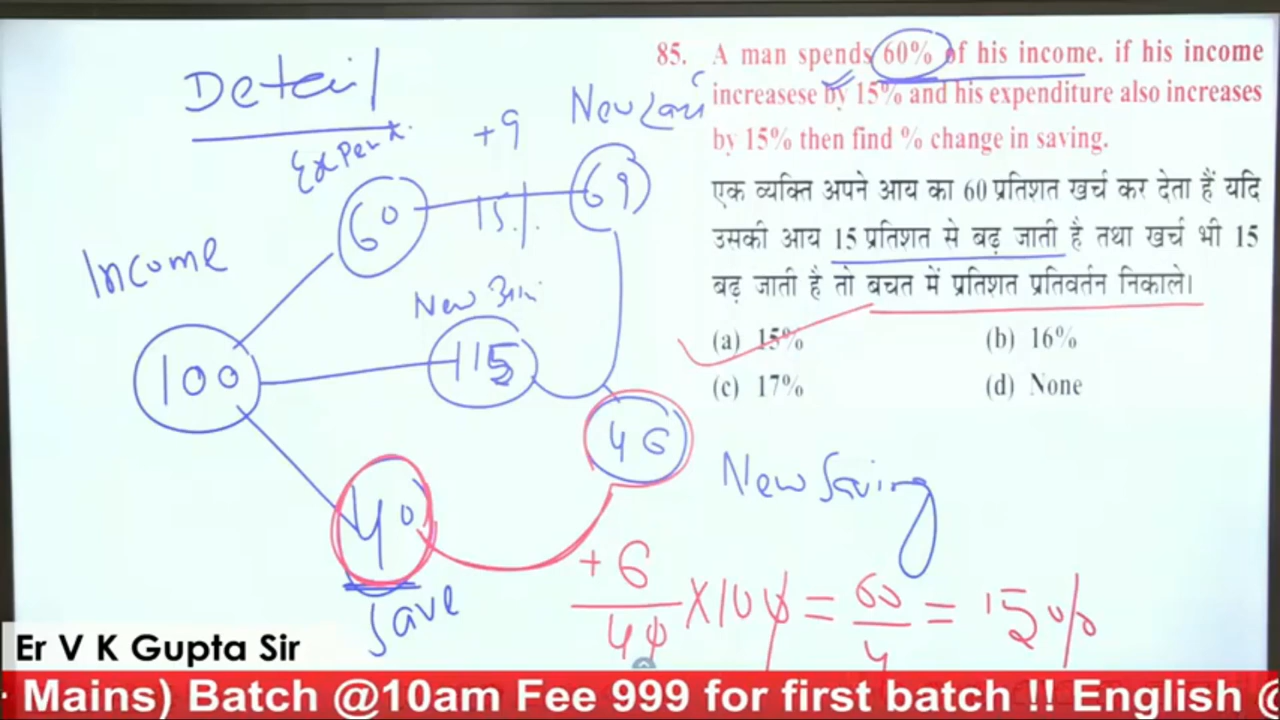 85. A man spends 60% of his income. if his income
increasese by 15% and his expenditure also increases
by 15% then find % change in saving.
एक व्यक्ति अपने आय का 60 प्रतिशत खर्च कर देता हैं यदि
उसकी आय 15 प्रतिशत से बढ़ जाती है तथा खर्च भी 15
बढ़ जाती है तो बचत में प्रतिशत प्रतिवर्तन निकाले।
(a) 15% (b) 16%
(c) 17% (d) None
Detail
+9
60 15% 69
Income
New
100 115
46
New Saving
40
Save
+6/40 ×100 = 60/4 = 15%
Er V K Gupta Sir
Mains) Batch @10am Fee 999 for first batch !! English @